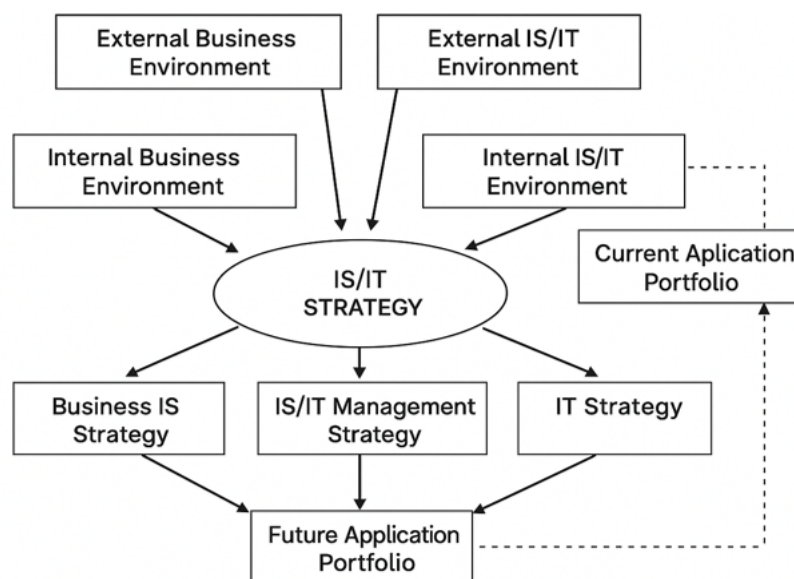 External Business
Environment
External IS/IT
Environment
Internal Business
Environment
Internal IS/IT
Environment
Current Aplication
Portfolio
IS/IT
STRATEGY
Business IS
Strategy
IS/IT Management
Strategy
IT Strategy
Future Application
Portfolio